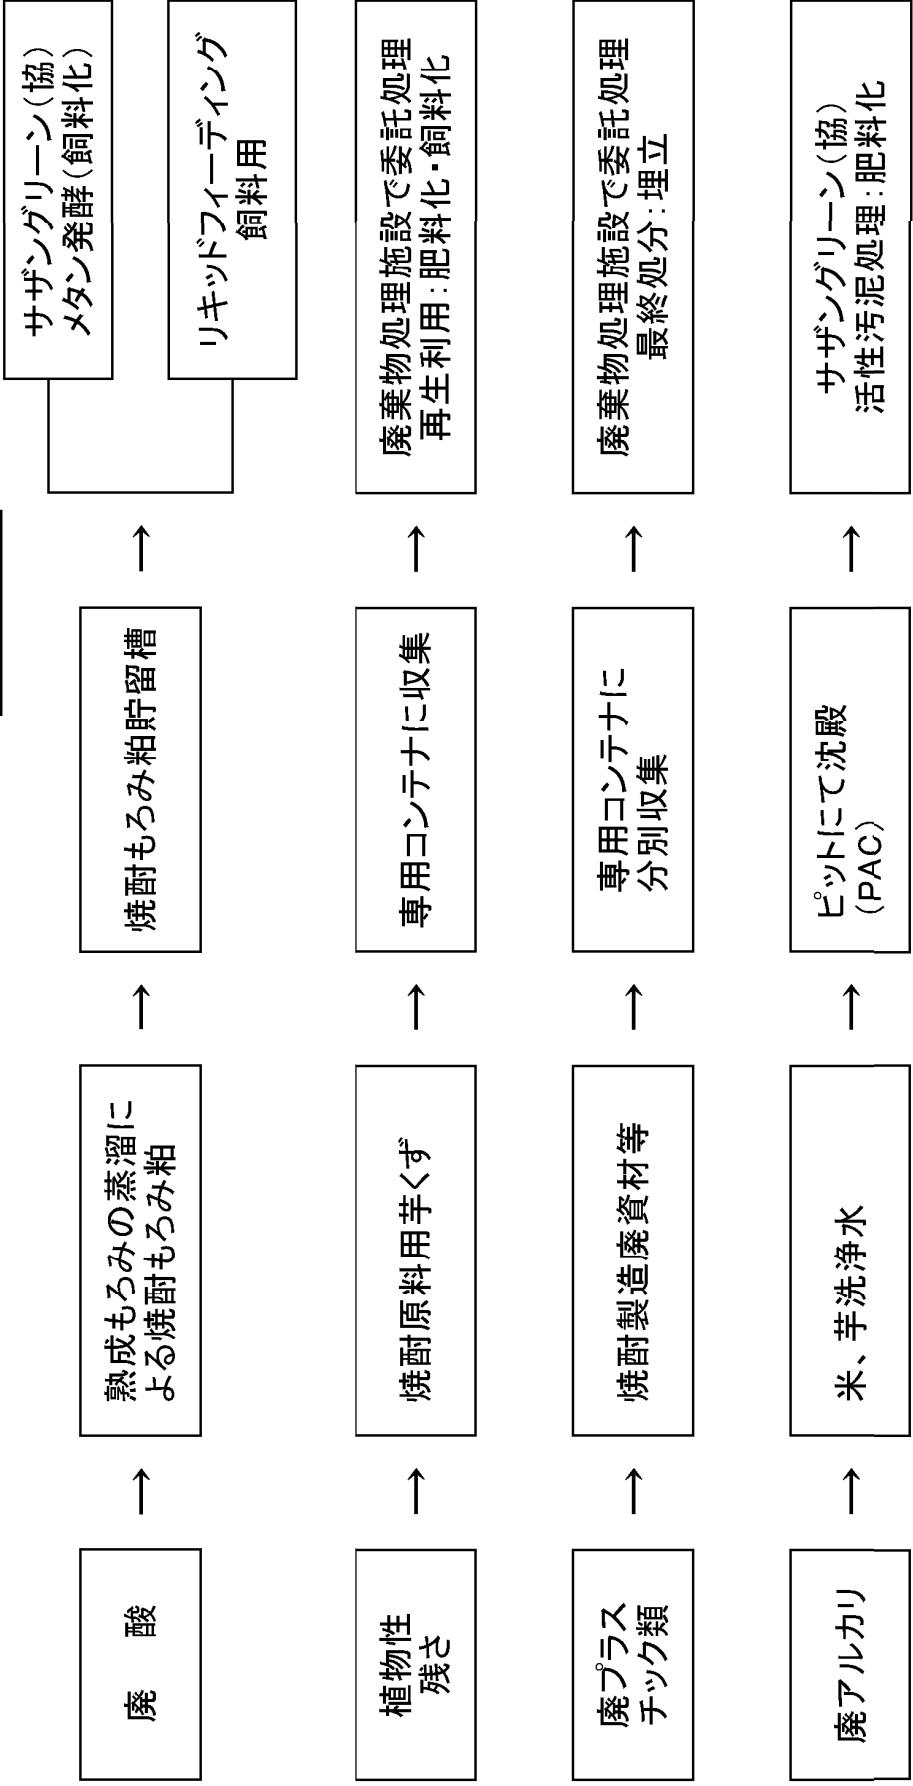 廃　酸
熟成もろみの蒸溜に
よる焼酎もろみ粕
焼酎もろみ粕貯留槽
サザングリーン(協)
メタン発酵(飼料化)
リキッドフィーディング
飼料用
植物性
残さ
焼酎原料用芋くず
専用コンテナに収集
廃棄物処理施設で委託処理
再生利用:肥料化・飼料化
廃プラス
チック類
焼酎製造廃資材等
専用コンテナに
分別収集
廃棄物処理施設で委託処理
最終処分:埋立
廃アルカリ
米、芋洗浄水
ピットにて沈殿
(PAC)
サザングリーン(協)
活性汚泥処理:肥料化